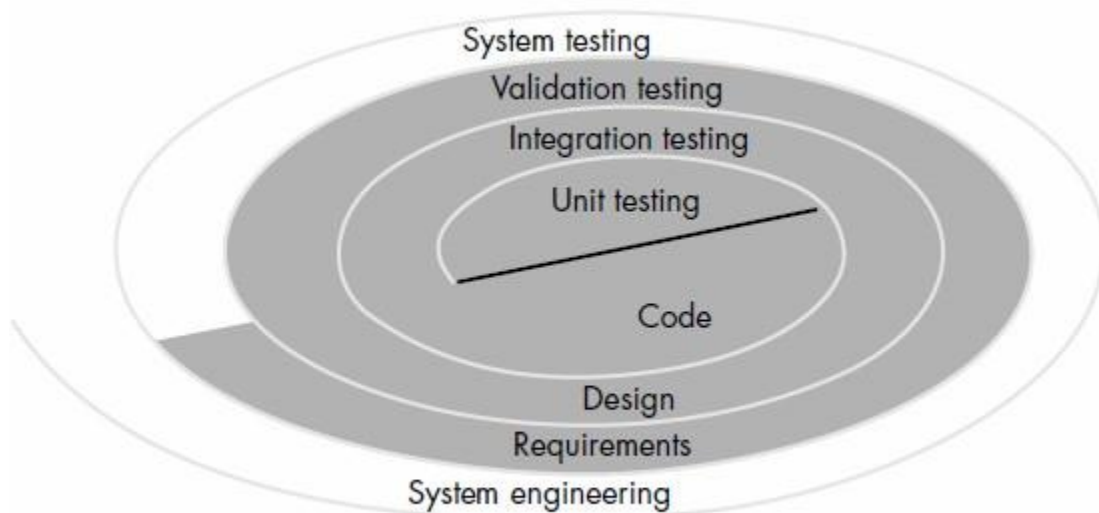 System testing
Validation testing
Integration testing
Unit testing
Code
Design
Requirements
System engineering